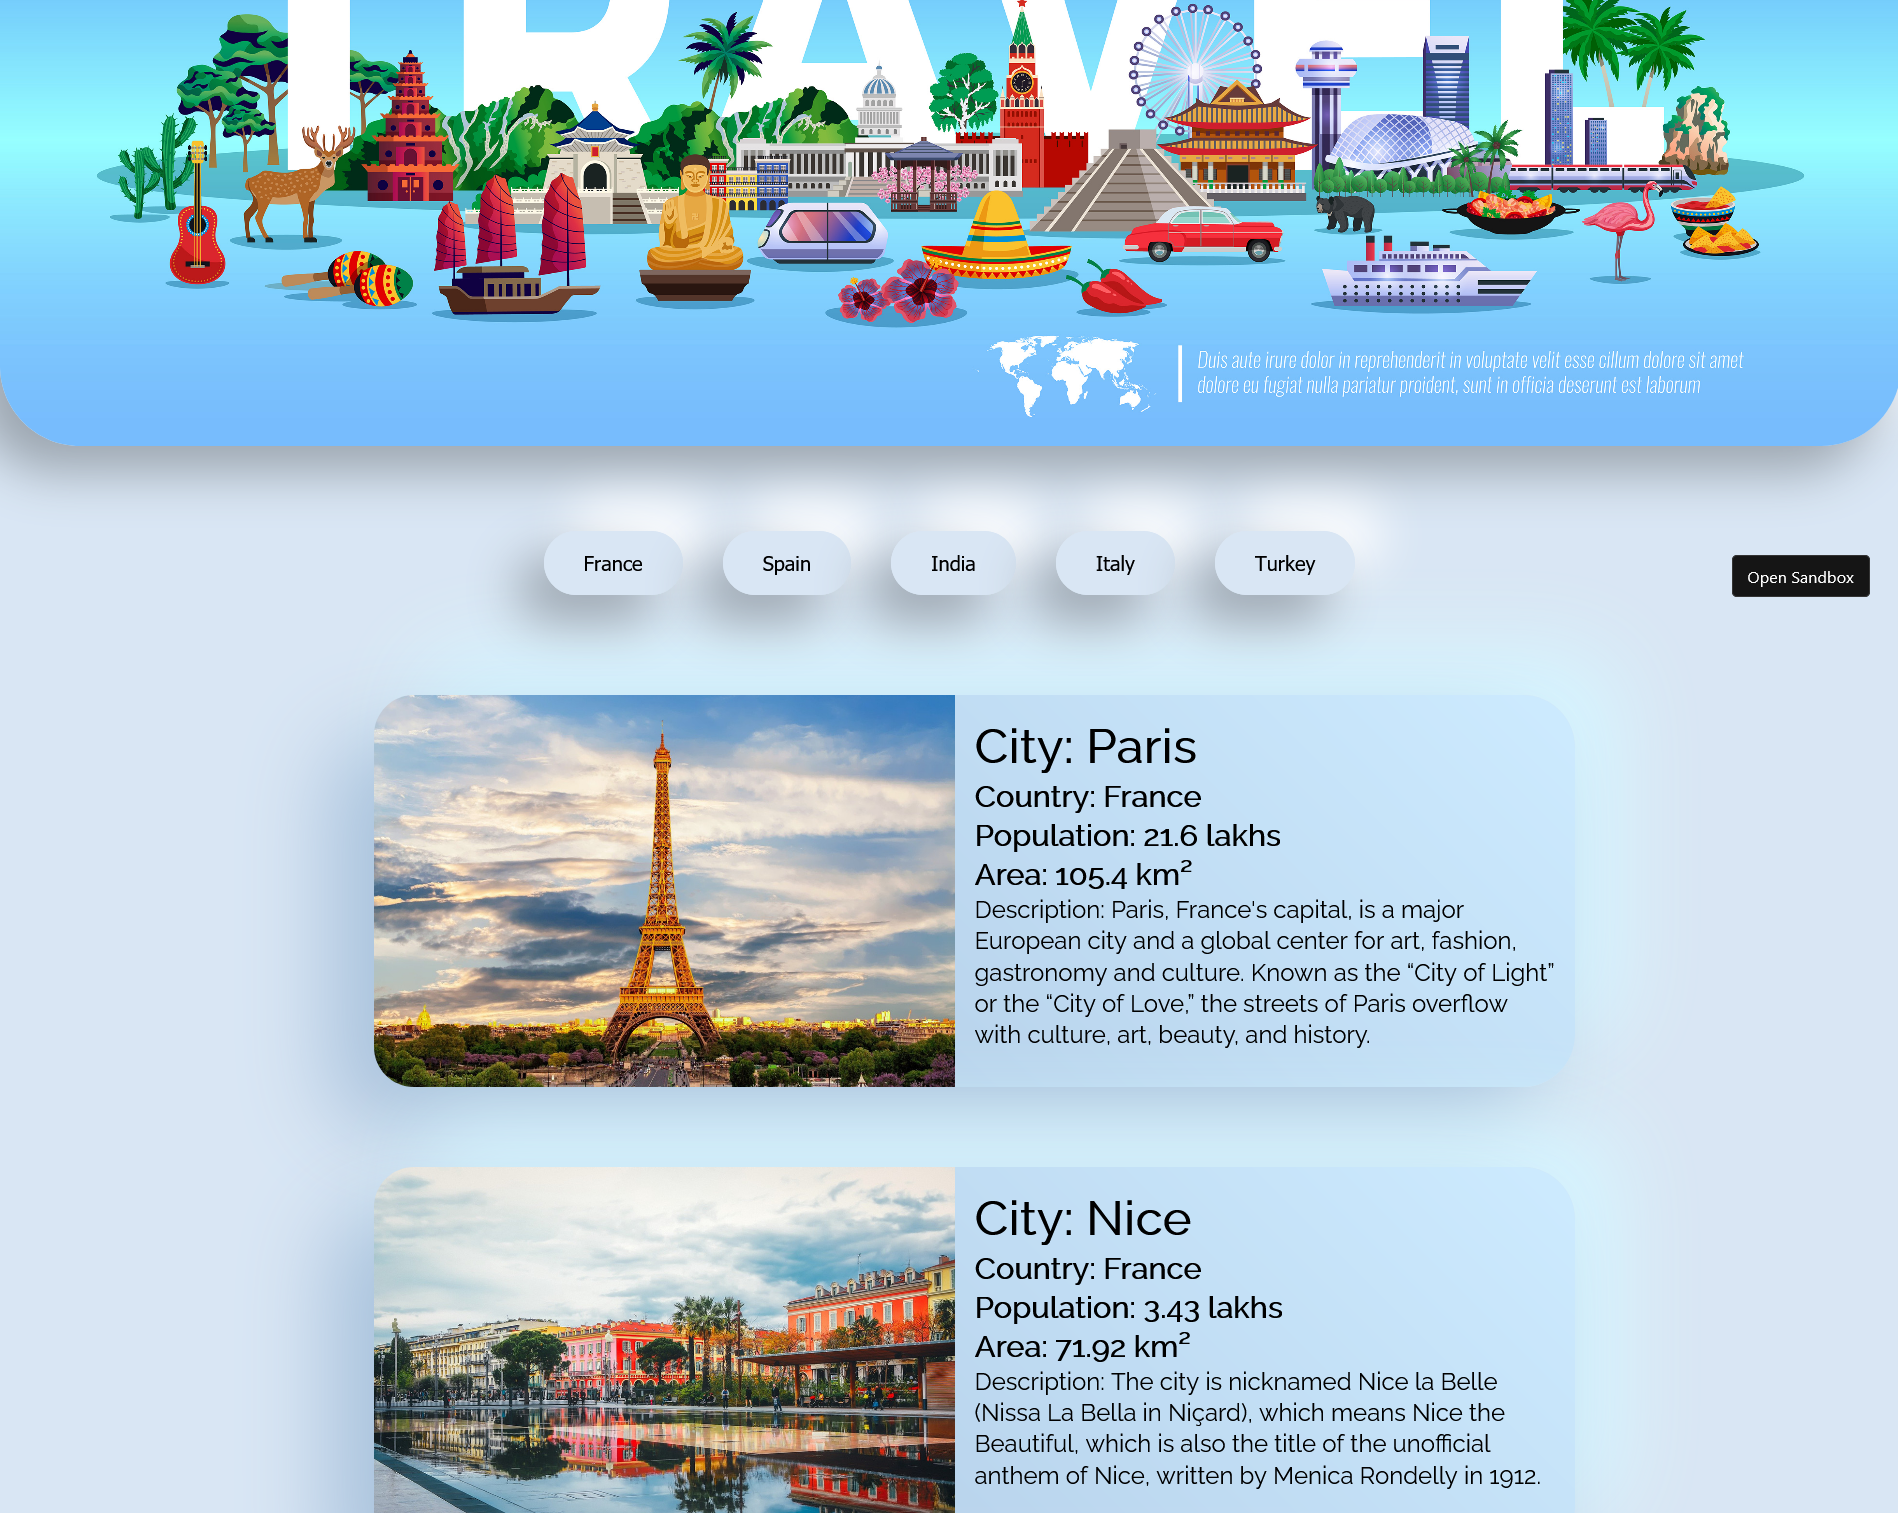 TRAVEL
Duis aute irure dolor in reprehenderit in voluptate velit esse cillum dolore sit amet
dolore eu fugiat nulla pariatur proident, sunt in officia deserunt est laborum
France
Spain
India
Italy
Turkey
Open Sandbox
City: Paris
Country: France
Population: 21.6 lakhs
Area: 105.4 km²
Description: Paris, France's capital, is a major
European city and a global center for art, fashion,
gastronomy and culture. Known as the “City of Light”
or the “City of Love,” the streets of Paris overflow
with culture, art, beauty, and history.
City: Nice
Country: France
Population: 3.43 lakhs
Area: 71.92 km²
Description: The city is nicknamed Nice la Belle
(Nissa La Bella in Niçard), which means Nice the
Beautiful, which is also the title of the unofficial
anthem of Nice, written by Menica Rondelly in 1912.